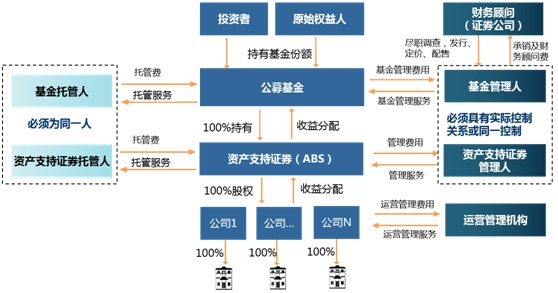 投资者
原始权益人
财务顾问
(证券公司)
持有基金份额
尽职调查,发行、
定价、配售
承销及财
务顾问费
基金托管人
托管费
托管服务
公募基金
基金管理费用
基金管理服务
基金管理人
必须为同一人
100%持有
收益分配
必须具有实际控制
关系或同一控制
资产支持证券托管人
托管费
托管服务
资产支持证券(ABS)
管理费用
管理服务
资产支持证券
管理人
100%股权
收益分配
公司1
公司...
公司N
运营管理费用
运营管理服务
运营管理机构
100%
100%
100%